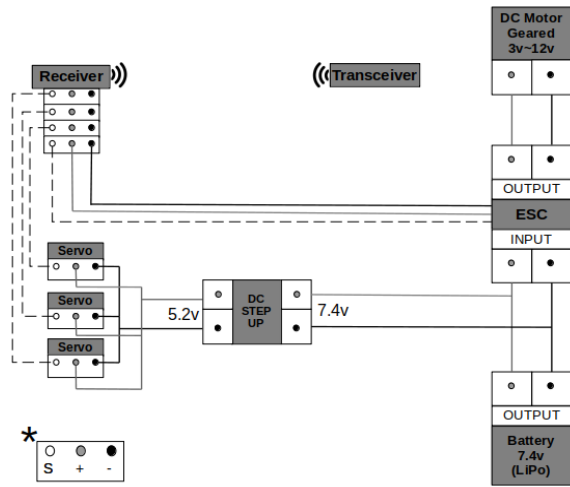 DC Motor
Geared
3v~12v
Receiver
Transceiver
OUTPUT
ESC
INPUT
Servo
Servo
Servo
5.2v
DC
STEP
UP
7.4v
OUTPUT
Battery
7.4v
(LiPo)
*
S + -